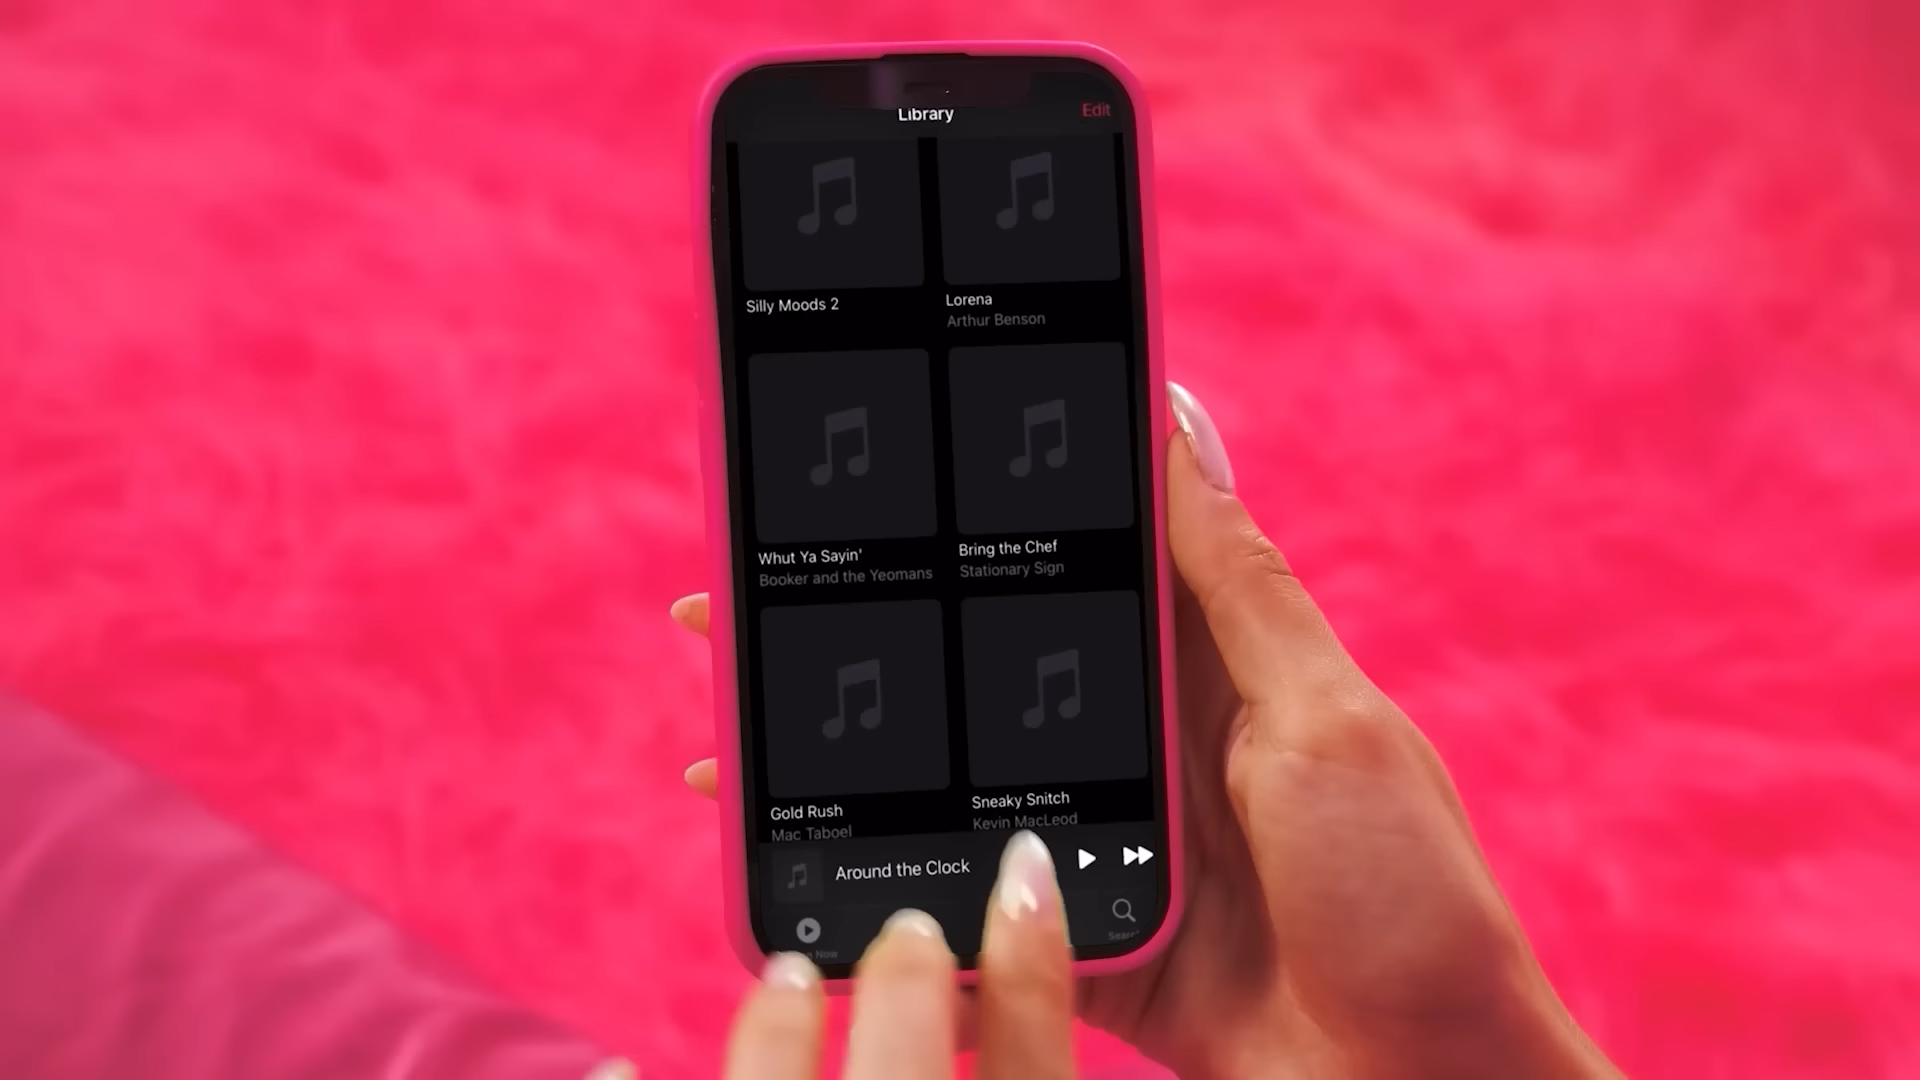 Library
Edit
Silly Moods 2
Lorena
Arthur Benson
Whut Ya Sayin'
Booker and the Yeomans
Bring the Chef
Stationary Sign
Gold Rush
Mac Taboel
Sneaky Snitch
Kevin MacLeod
Around the Clock
Now